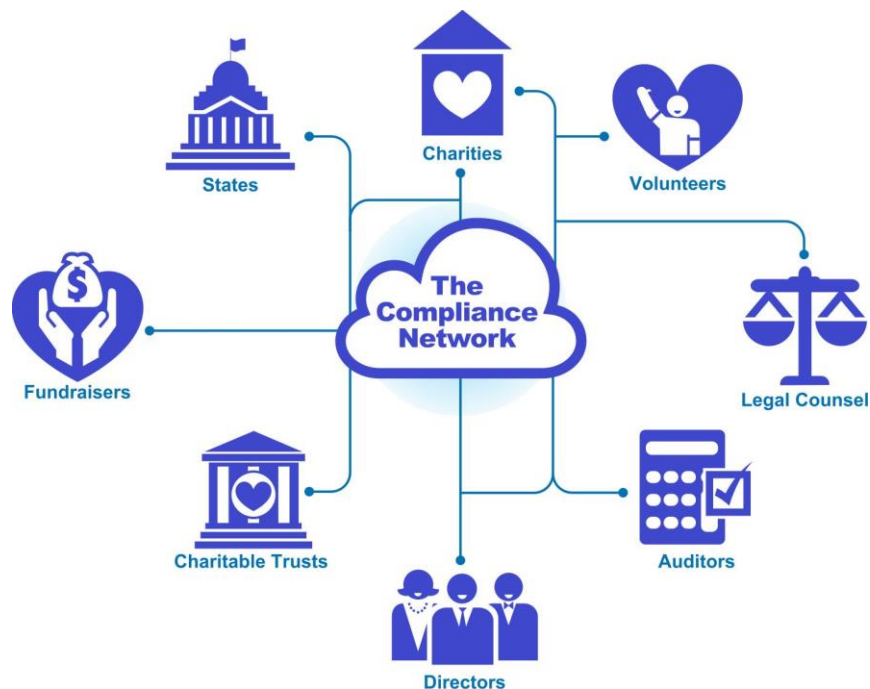 Charities
States
Volunteers
The
Compliance
Network
$
Fundraisers
Legal Counsel
Charitable Trusts
Auditors
Directors